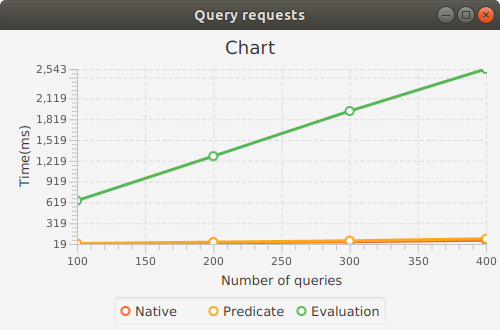 Query requests
Chart
2,543
2,119
1,819
1,519
1,219
919
619
319
19
Time(ms)
100 150 200 250 300 350 400
Number of queries
Native Predicate Evaluation